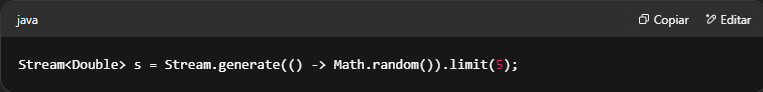 java Copiar Editar
Stream<Double> s = Stream.generate(() -> Math.random()).limit(5);